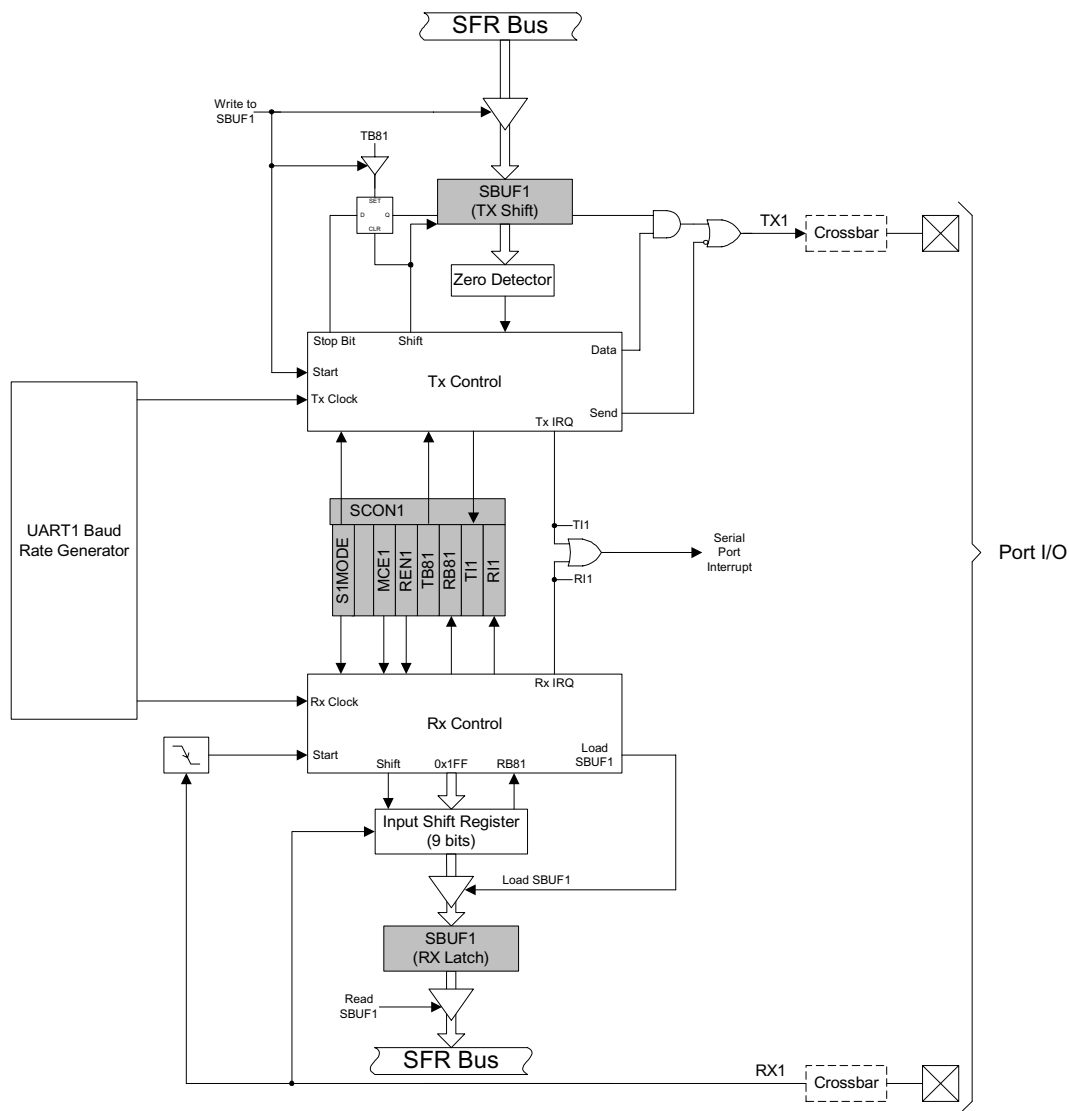 SFR Bus
Write to
SBUF1
TB81
SET
D
Q
CLR
SBUF1
(TX Shift)
TX1
Crossbar
Zero Detector
Stop Bit
Shift
Data
Start
Tx Control
Tx Clock
Send
Tx IRQ
SCON1
UART1 Baud
Rate Generator
S1MODE
MCE1
REN1
TB81
RB81
TI1
RI1
TI1
RI1
Serial
Port
Interrupt
Port I/O
Rx IRQ
Rx Clock
Rx Control
Start
Load
SBUF1
Shift
0x1FF
RB81
Input Shift Register
(9 bits)
Load SBUF1
SBUF1
(RX Latch)
Read
SBUF1
SFR Bus
RX1
Crossbar